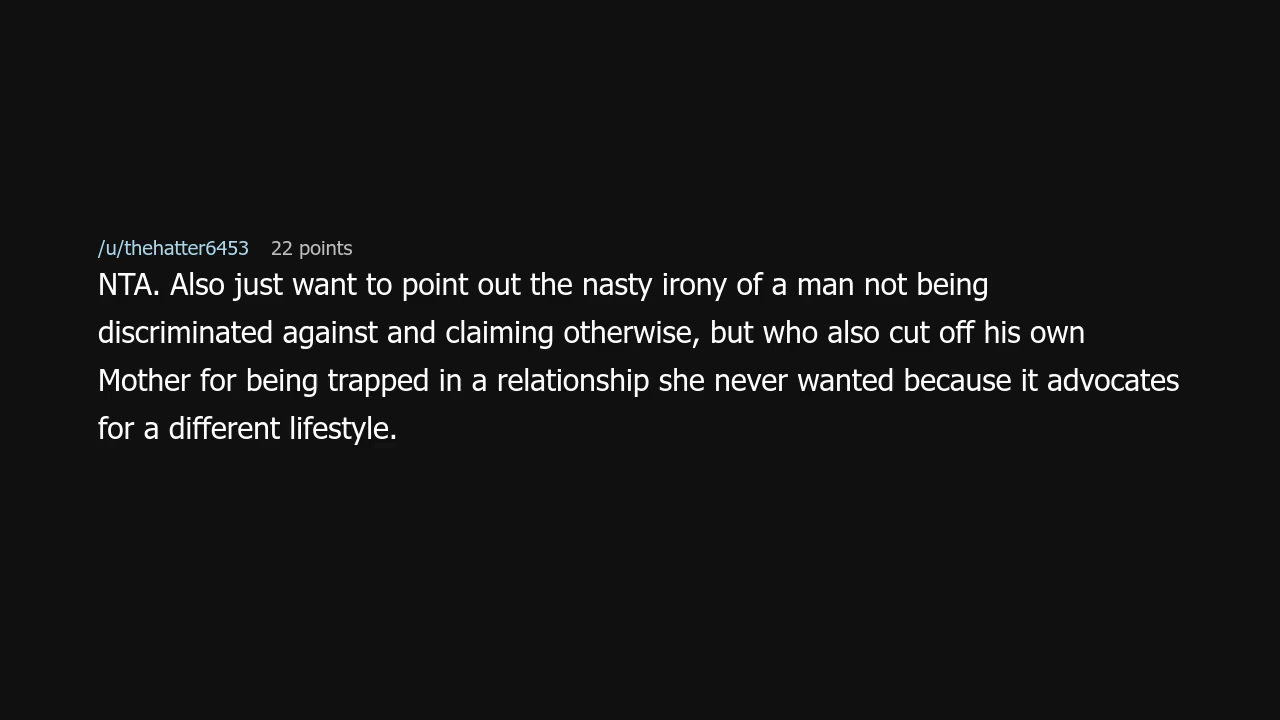 /u/thehatter6453 22 points
NTA. Also just want to point out the nasty irony of a man not being
discriminated against and claiming otherwise, but who also cut off his own
Mother for being trapped in a relationship she never wanted because it advocates
for a different lifestyle.